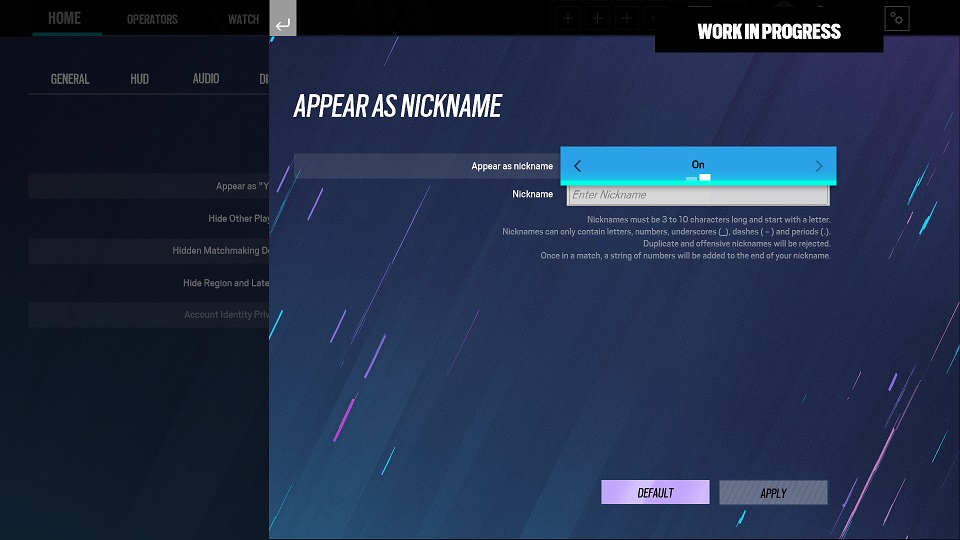 HOME
OPERATORS
WATCH
WORK IN PROGRESS
GENERAL
HUD
AUDIO
DI
APPEAR AS NICKNAME
Appear as nickname
On
Nickname
Enter Nickname
Nicknames must be 3 to 10 characters long and start with a letter.
Nicknames can only contain letters, numbers, underscores (_), dashes ( - ) and periods (.).
Duplicate and offensive nicknames will be rejected.
Once in a match, a string of numbers will be added to the end of your nickname.
Appear as "Y
Hide Other Play
Hidden Matchmaking De
Hide Region and Late
Account Identity Priv
DEFAULT
APPLY